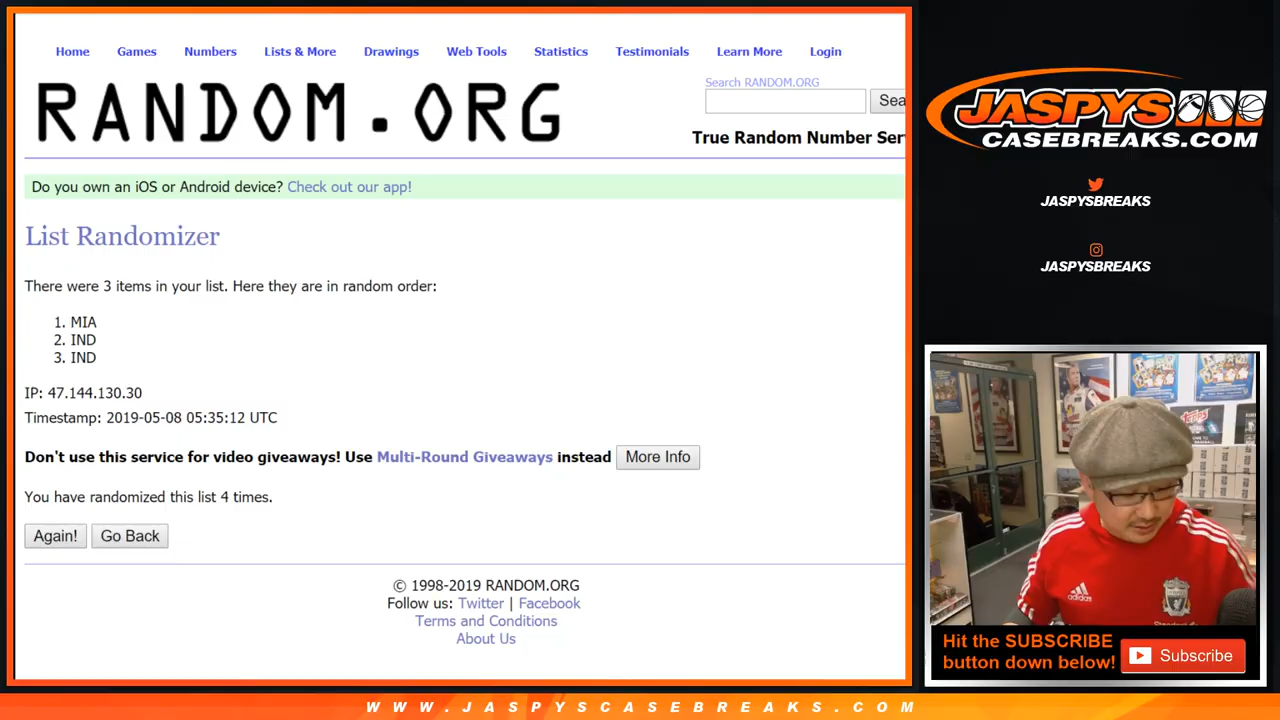 Home Games Numbers Lists & More Drawings Web Tools Statistics Testimonials Learn More Login
RANDOM.ORG
Search RANDOM.ORG
Sea
True Random Number Ser
Do you own an iOS or Android device? Check out our app!
List Randomizer
There were 3 items in your list. Here they are in random order:
1. MIA
2. IND
3. IND
IP: 47.144.130.30
Timestamp: 2019-05-08 05:35:12 UTC
Don't use this service for video giveaways! Use Multi-Round Giveaways instead More Info
You have randomized this list 4 times.
Again! Go Back
© 1998-2019 RANDOM.ORG
Follow us: Twitter | Facebook
Terms and Conditions
About Us
JASPYS
CASEBREAKS.COM
JASPYSBREAKS
JASPYSBREAKS
Topps
adidas
Hit the SUBSCRIBE
button down below!
Subscribe
WWW.JASPYSCASEBREAKS.COM